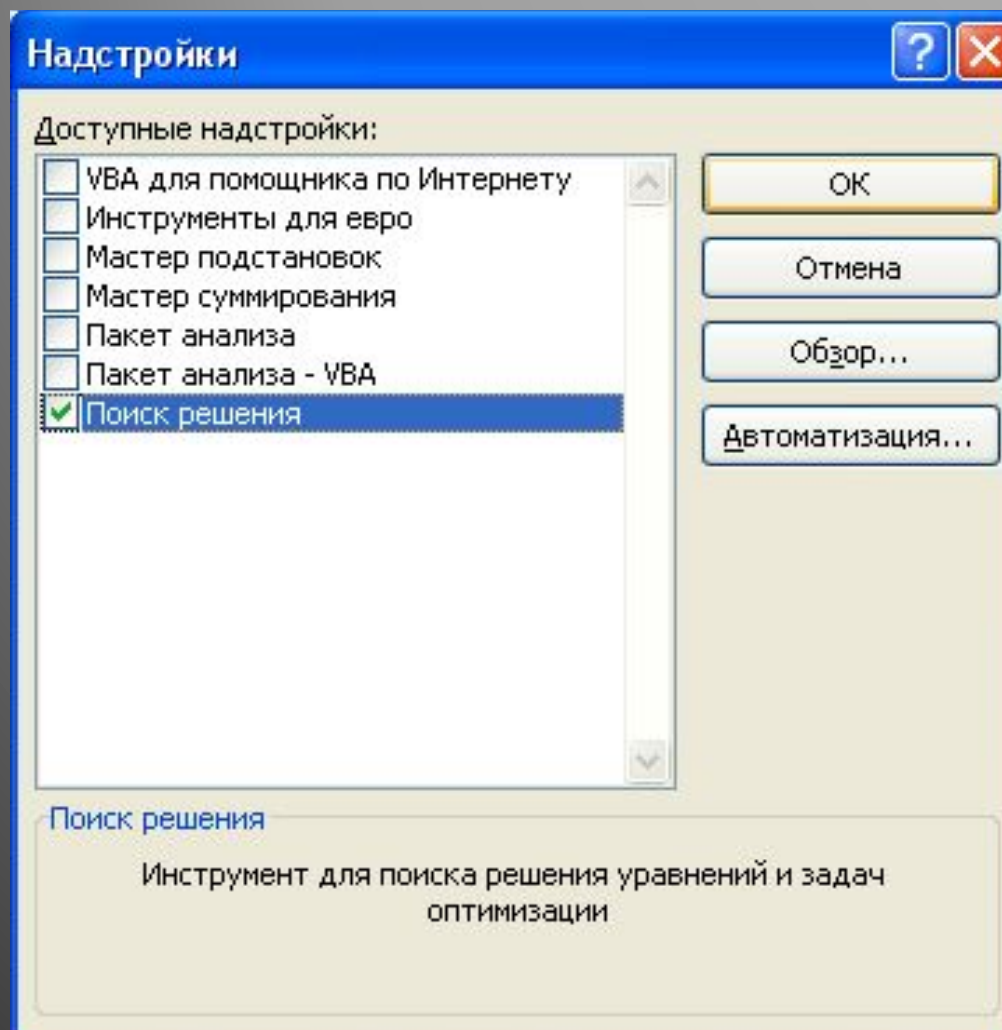 Надстройки
Доступные надстройки:
VBA для помощника по Интернету
Инструменты для евро
Мастер подстановок
Мастер суммирования
Пакет анализа
Пакет анализа - VBA
Поиск решения
ОК
Отмена
Обзор...
Автоматизация...
Поиск решения
Инструмент для поиска решения уравнений и задач
оптимизации